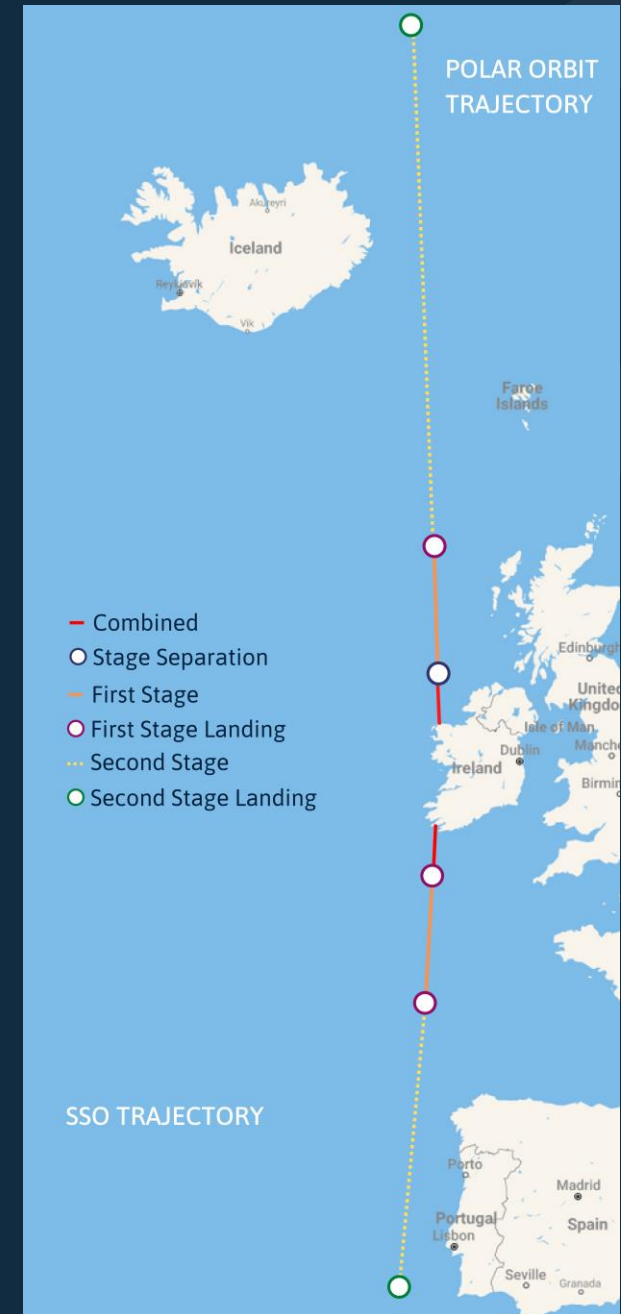 POLAR ORBIT
TRAJECTORY
Akureyri
Iceland
Reykjavik
Vik
Faroe
Islands
Combined
Stage Separation
First Stage
First Stage Landing
Second Stage
Second Stage Landing
Edinburgh
United
Kingdo
Isle of Man
Manche
Dublin
Ireland
Birmin
SSO TRAJECTORY
Porto
Madrid
Portugal
Spain
Lisbon
Seville
Granada